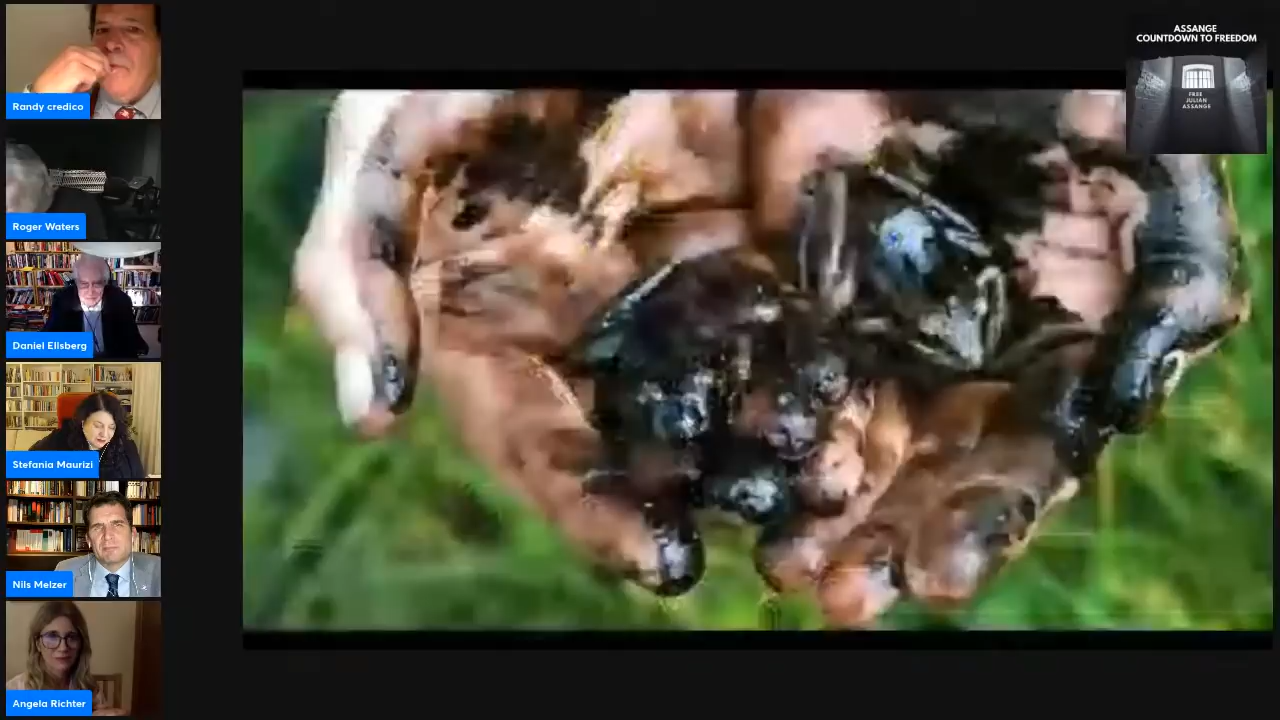 Randy credico
Roger Waters
Daniel Ellsberg
Stefania Maurizi
Nils Melzer
Angela Richter
ASSANGE
COUNTDOWN TO FREEDOM
FREE
JULIAN
ASSANGE